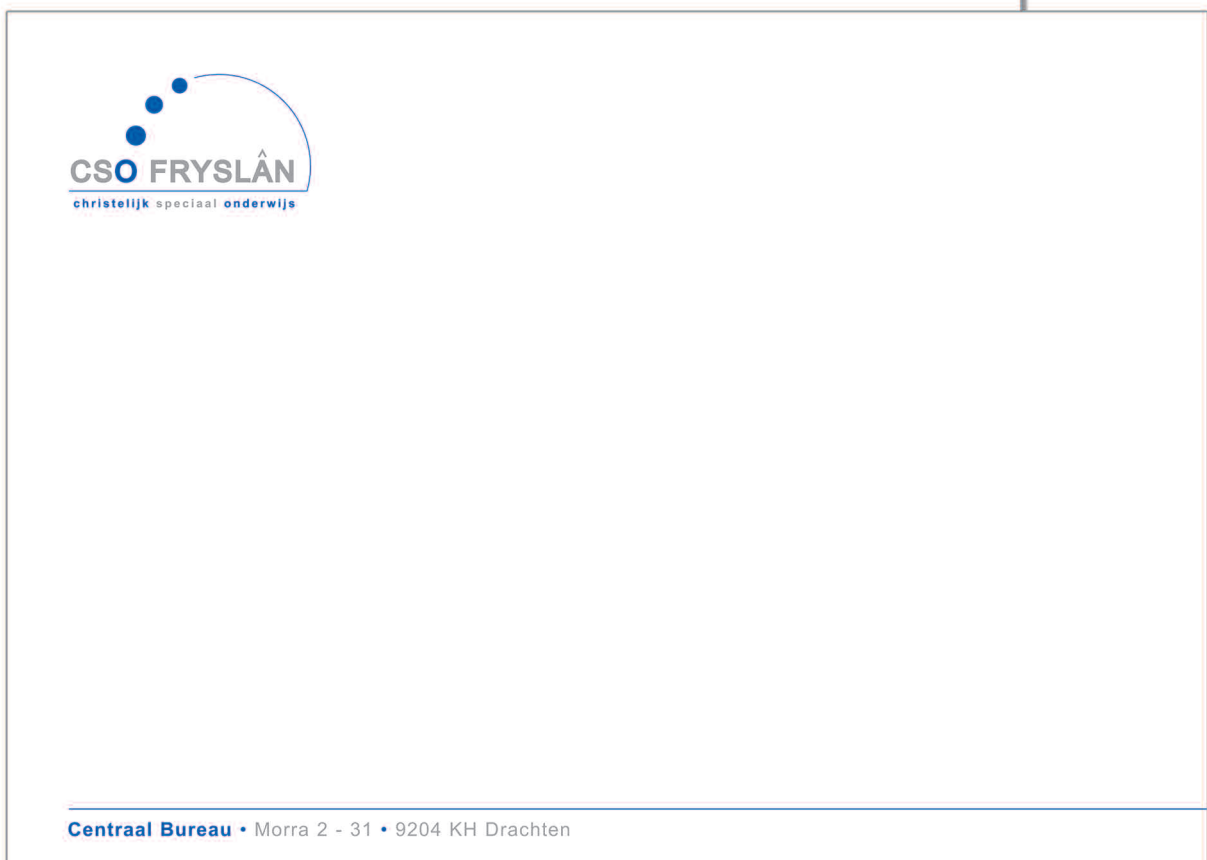 CSO FRYSLÂN
christelijk speciaal onderwijs
Centraal Bureau • Morra 2 - 31 • 9204 KH Drachten